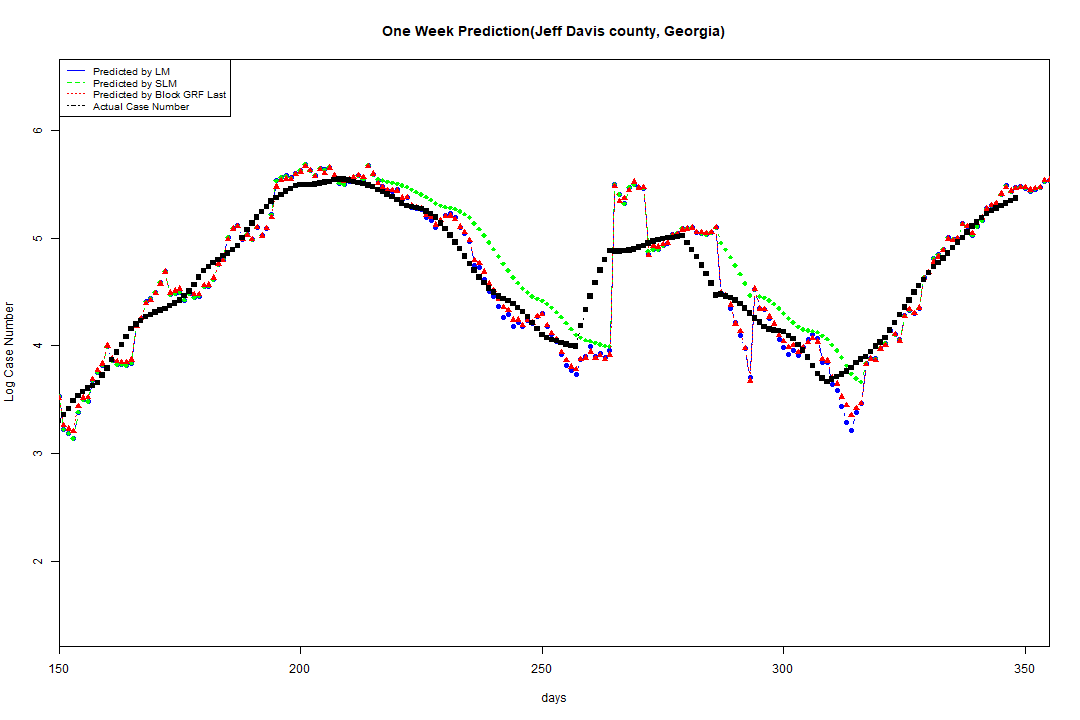 One Week Prediction(Jeff Davis county, Georgia)
Predicted by LM
Predicted by SLM
Predicted by Block GRF Last
Actual Case Number
6
5
4
3
2
Log Case Number
150
200
250
300
350
days